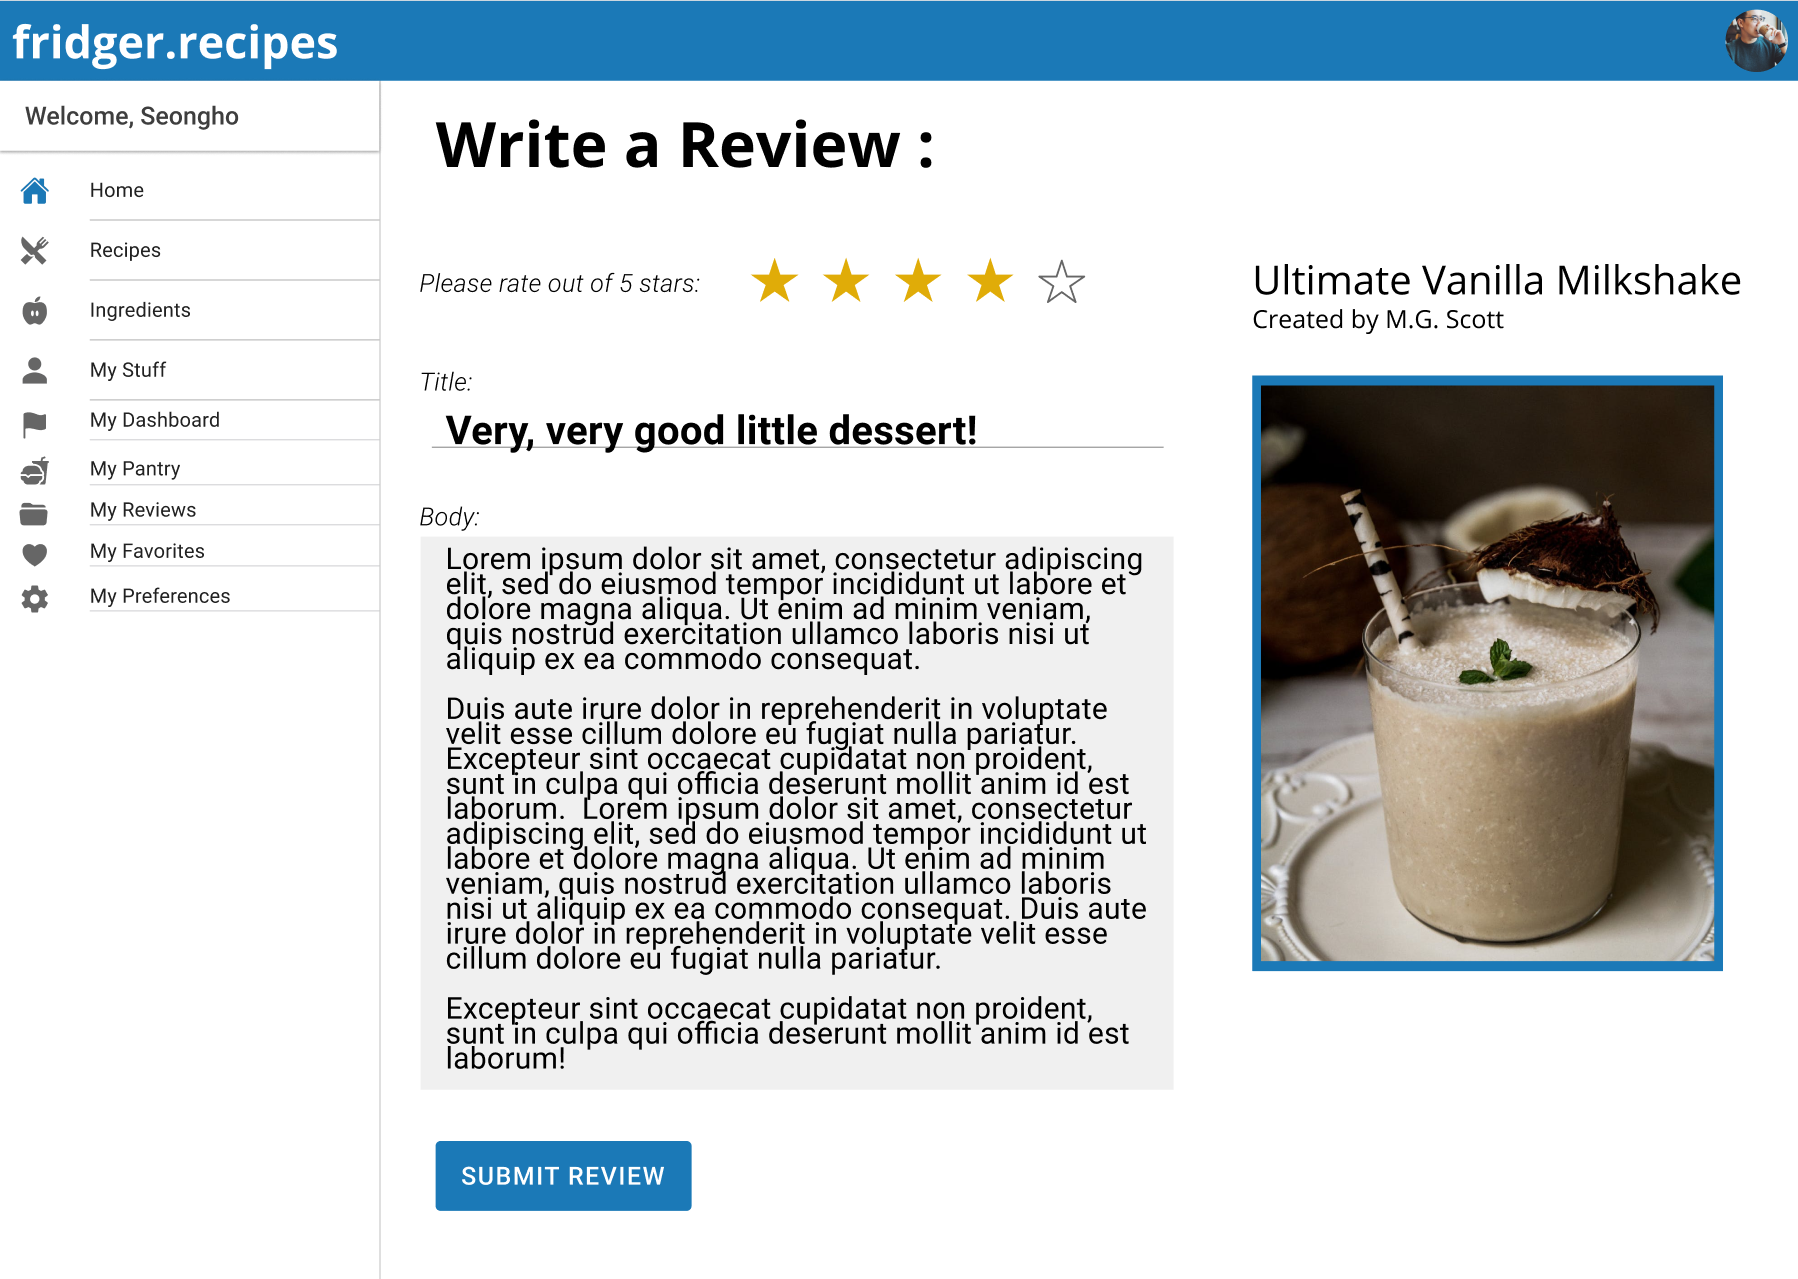 fridger.recipes
Welcome, Seongho
Home
Recipes
Ingredients
My Stuff
My Dashboard
My Pantry
My Reviews
My Favorites
My Preferences
Write a Review :
Please rate out of 5 stars:
Title:
Very, very good little dessert!
Body:
Lorem ipsum dolor sit amet, consectetur adipiscing
elit, sed do eiusmod tempor incididunt ut labore et
dolore magna aliqua. Ut enim ad minim veniam,
quis nostrud exercitation ullamco laboris nisi ut
aliquip ex ea commodo consequat.
Duis aute irure dolor in reprehenderit in voluptate
velit esse cillum dolore eu fugiat nulla pariatur.
Excepteur sint occaecat cupidatat non proident,
sunt in culpa qui officia deserunt mollit anim id est
laborum.  Lorem ipsum dolor sit amet, consectetur
adipiscing elit, sed do eiusmod tempor incididunt ut
labore et dolore magna aliqua. Ut enim ad minim
veniam, quis nostrud exercitation ullamco laboris
nisi ut aliquip ex ea commodo consequat. Duis aute
irure dolor in reprehenderit in voluptate velit esse
cillum dolore eu fugiat nulla pariatur.
Excepteur sint occaecat cupidatat non proident,
sunt in culpa qui officia deserunt mollit anim id est
laborum!
SUBMIT REVIEW
Ultimate Vanilla Milkshake
Created by M.G. Scott